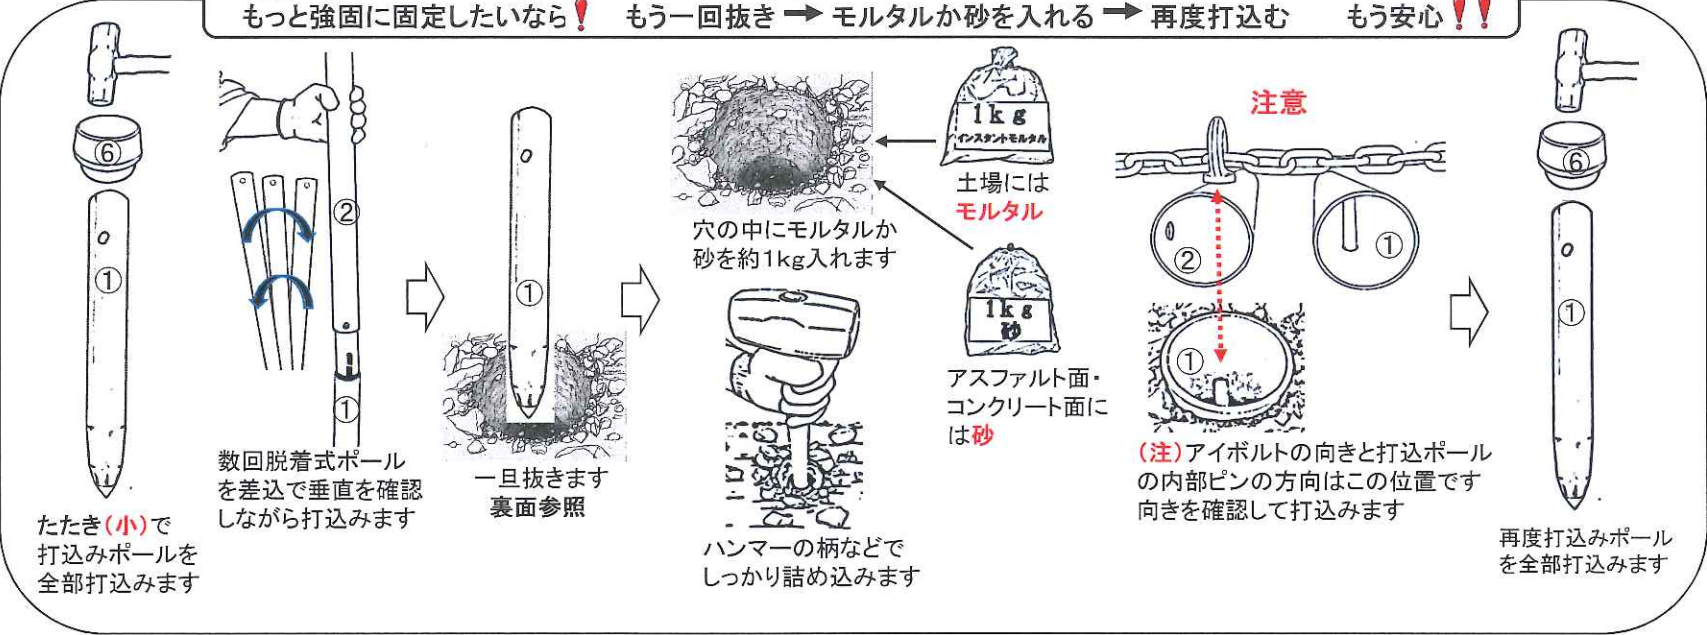 もっと強固に固定したいなら❗ もう一回抜き ➡ モルタルか砂を入れる ➡ 再度打込む もう安心❗❗
⑥
①
たたき(小)で
打込みポールを
全部打込みます
②
①
数回脱着式ポール
を差込で垂直を確認
しながら打込みます
①
一旦抜きます
裏面参照
穴の中にモルタルか
砂を約1kg入れます
ハンマーの柄などで
しっかり詰め込みます
1kg
インスタントモルタル
土場には
モルタル
1kg
砂
アスファルト面・
コンクリート面に
は砂
注意
②
①
①
(注)アイボルトの向きと打込ポール
の内部ピンの方向はこの位置です
向きを確認して打込みます
⑥
①
再度打込みポール
を全部打込みます